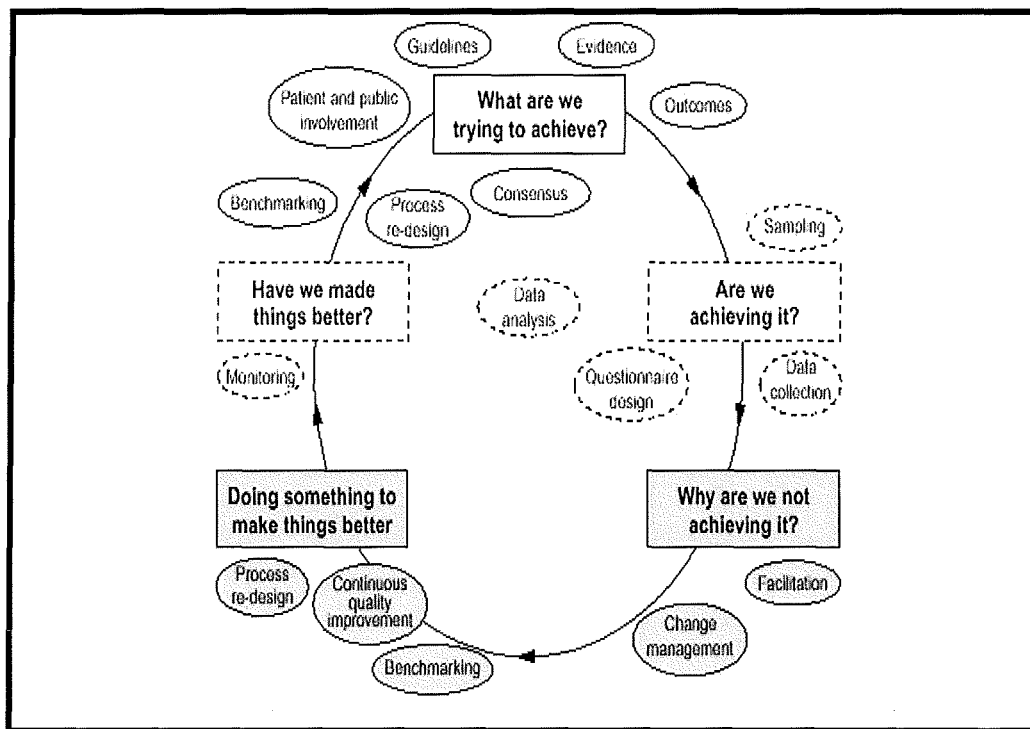 Guidelines
Evidence
Patient and public
involvement
What are we
trying to achieve?
Outcomes
Benchmarking
Process
re-design
Consensus
Sampling
Have we made
things better?
Data
analysis
Are we
achieving it?
Monitoring
Questionnaire
design
Data
collection
Doing something to
make things better
Why are we not
achieving it?
Process
re-design
Continuous
quality
improvement
Facilitation
Change
management
Benchmarking